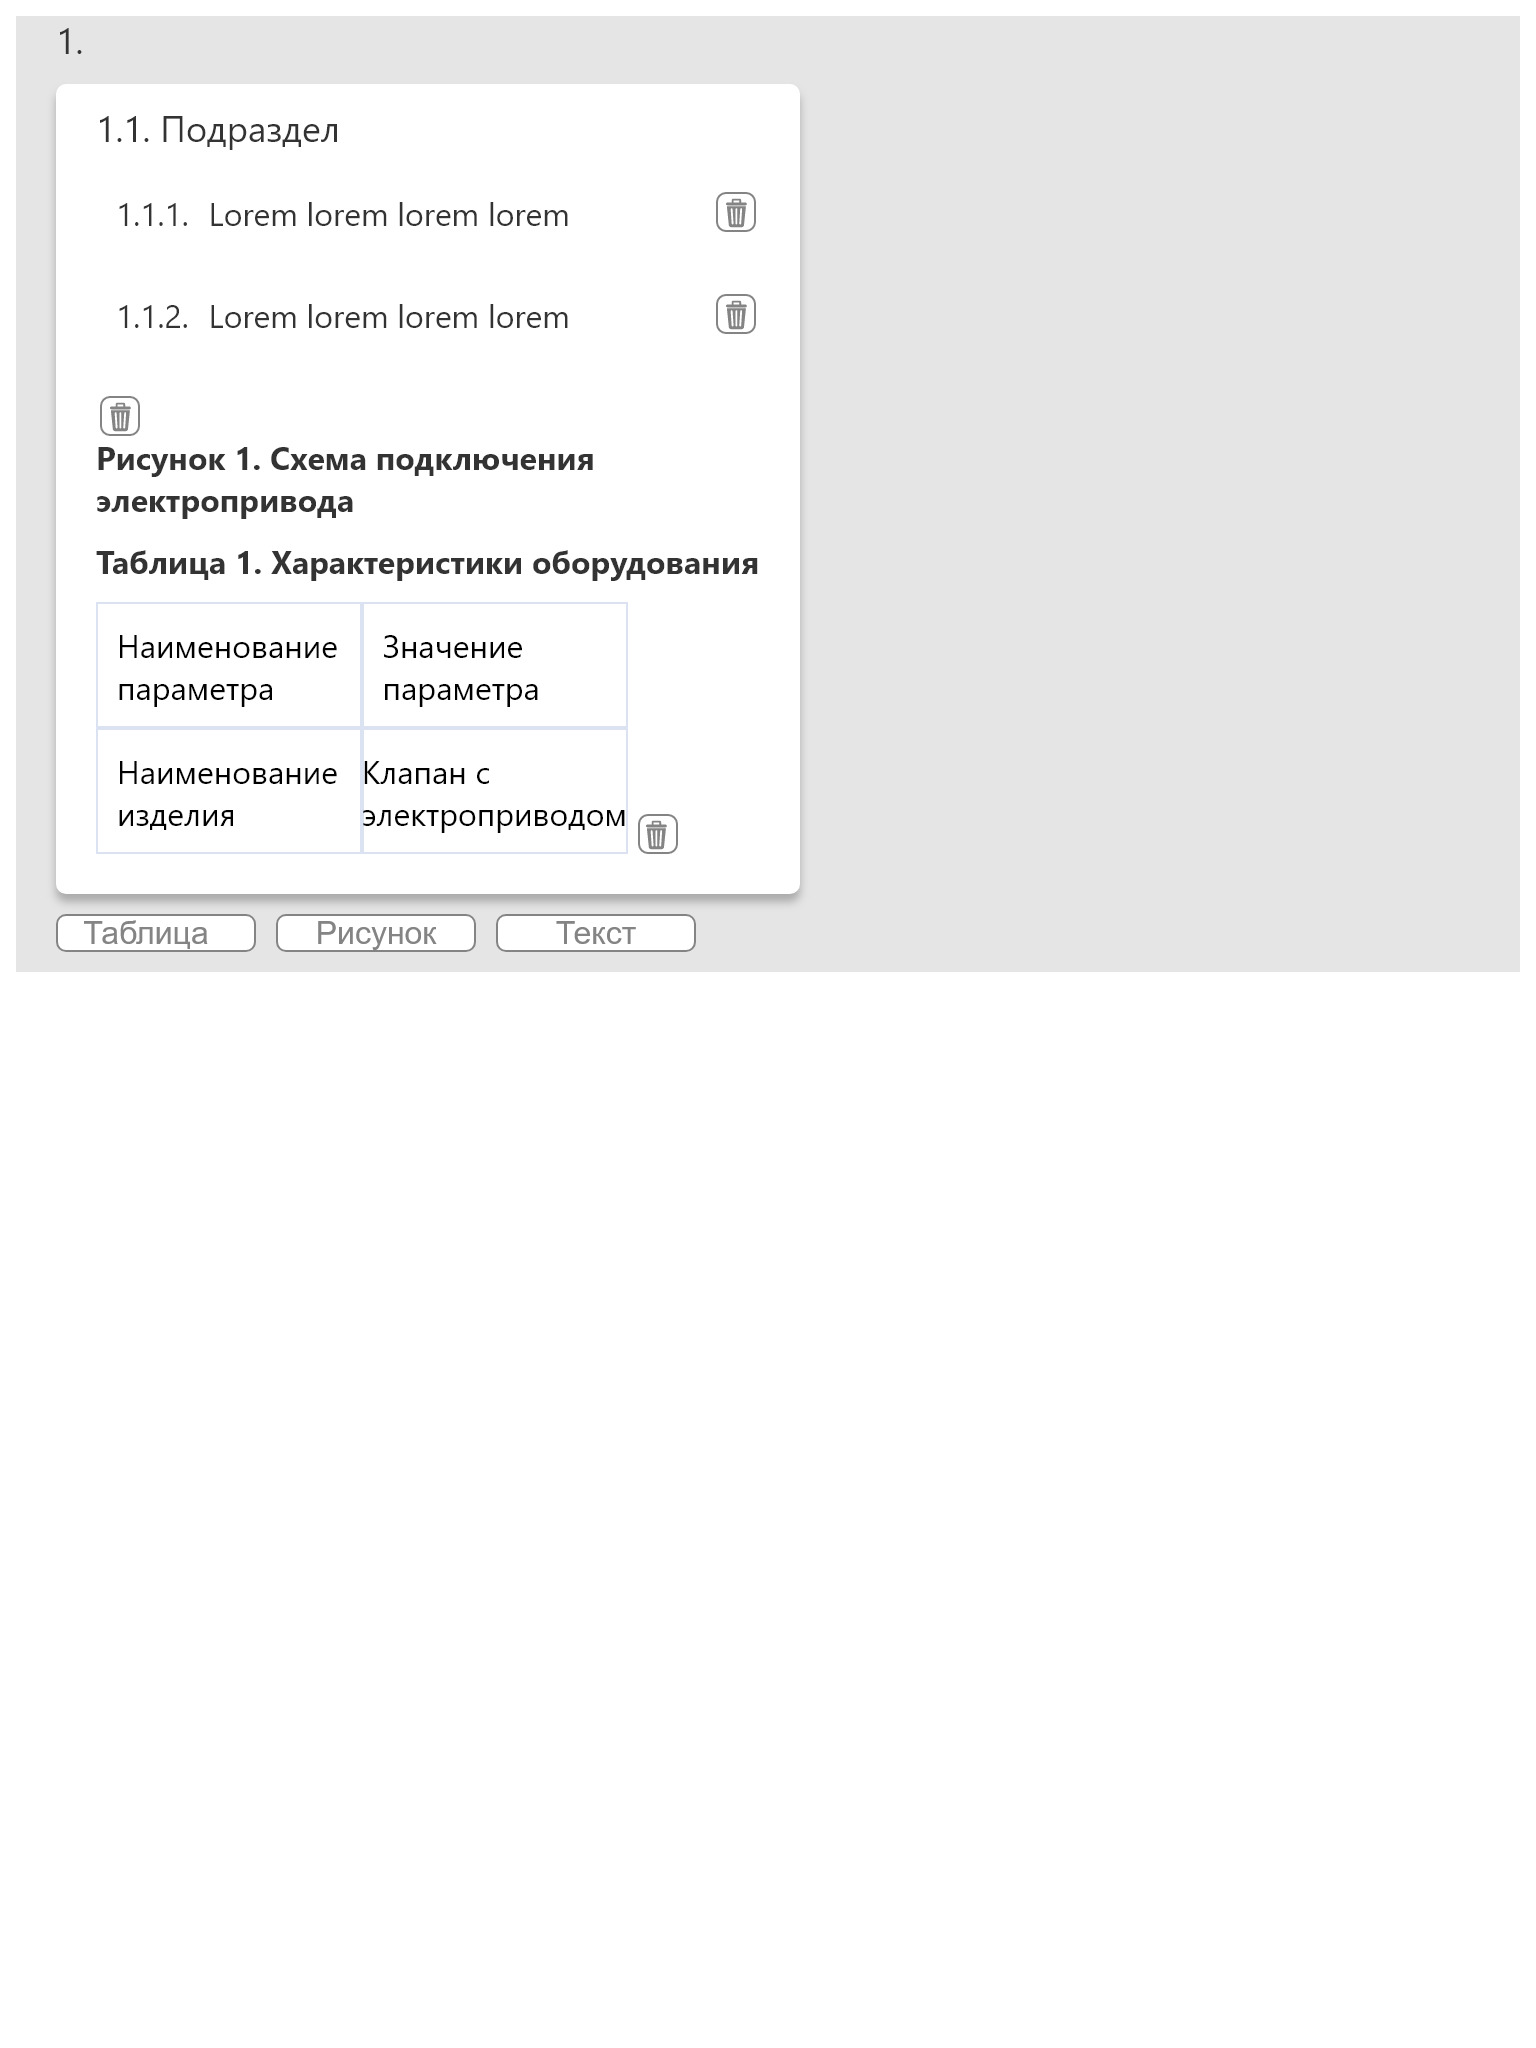 1.
1.1. Подраздел
1.1.1. Lorem lorem lorem lorem
1.1.2. Lorem lorem lorem lorem
Рисунок 1. Схема подключения
электропривода
Таблица 1. Характеристики оборудования
Наименование
параметра
Значение
параметра
Наименование
изделия
Клапан с
электроприводом
Таблица
Рисунок
Текст